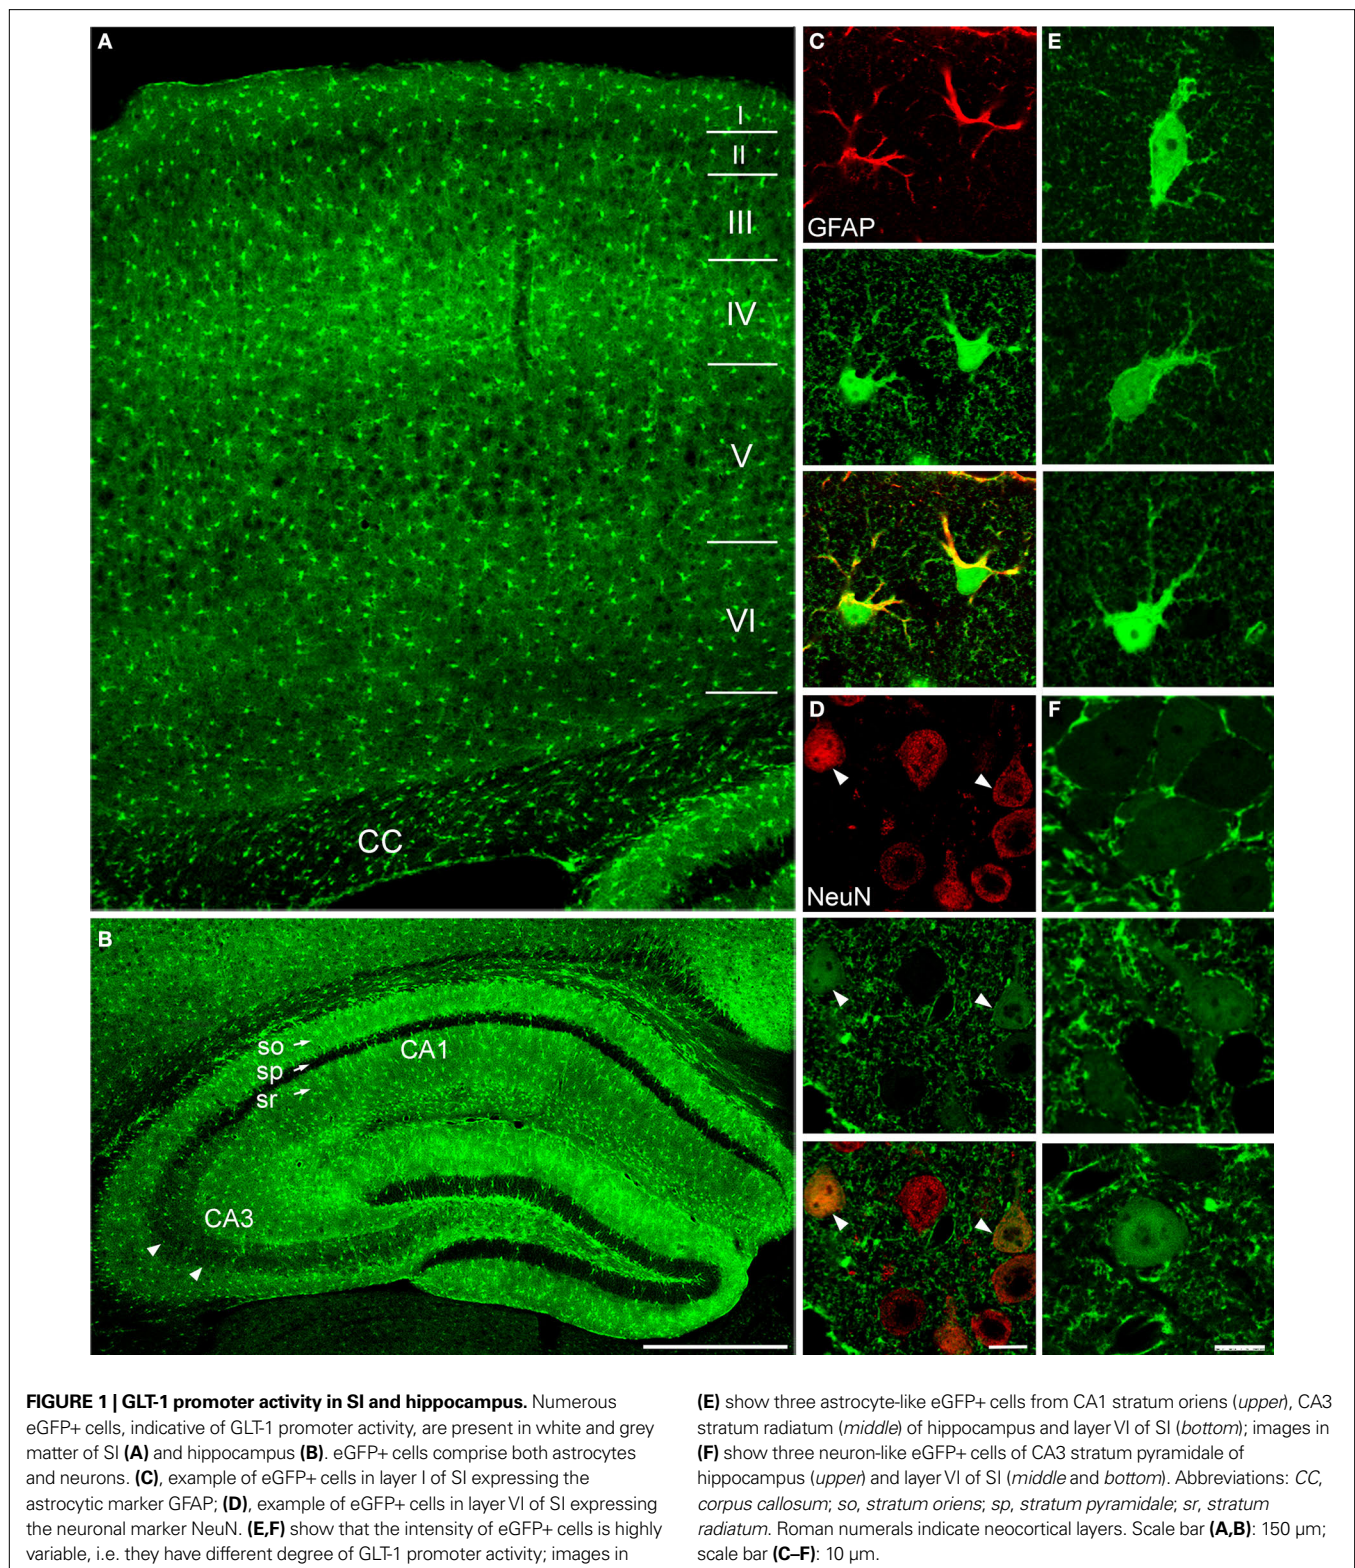 A
I
II
III
IV
V
VI
CC
B
so
sp
sr
CA1
CA3
C
GFAP
E
D
NeuN
F
FIGURE 1 | GLT-1 promoter activity in SI and hippocampus. Numerous
eGFP+ cells, indicative of GLT-1 promoter activity, are present in white and grey
matter of SI (A) and hippocampus (B). eGFP+ cells comprise both astrocytes
and neurons. (C), example of eGFP+ cells in layer I of SI expressing the
astrocytic marker GFAP; (D), example of eGFP+ cells in layer VI of SI expressing
the neuronal marker NeuN. (E,F) show that the intensity of eGFP+ cells is highly
variable, i.e. they have different degree of GLT-1 promoter activity; images in
(E) show three astrocyte-like eGFP+ cells from CA1 stratum oriens (upper), CA3
stratum radiatum (middle) of hippocampus and layer VI of SI (bottom); images in
(F) show three neuron-like eGFP+ cells of CA3 stratum pyramidale of
hippocampus (upper) and layer VI of SI (middle and bottom). Abbreviations: CC,
corpus callosum; so, stratum oriens; sp, stratum pyramidale; sr, stratum
radiatum. Roman numerals indicate neocortical layers. Scale bar (A,B): 150 μm;
scale bar (C–F): 10 μm.